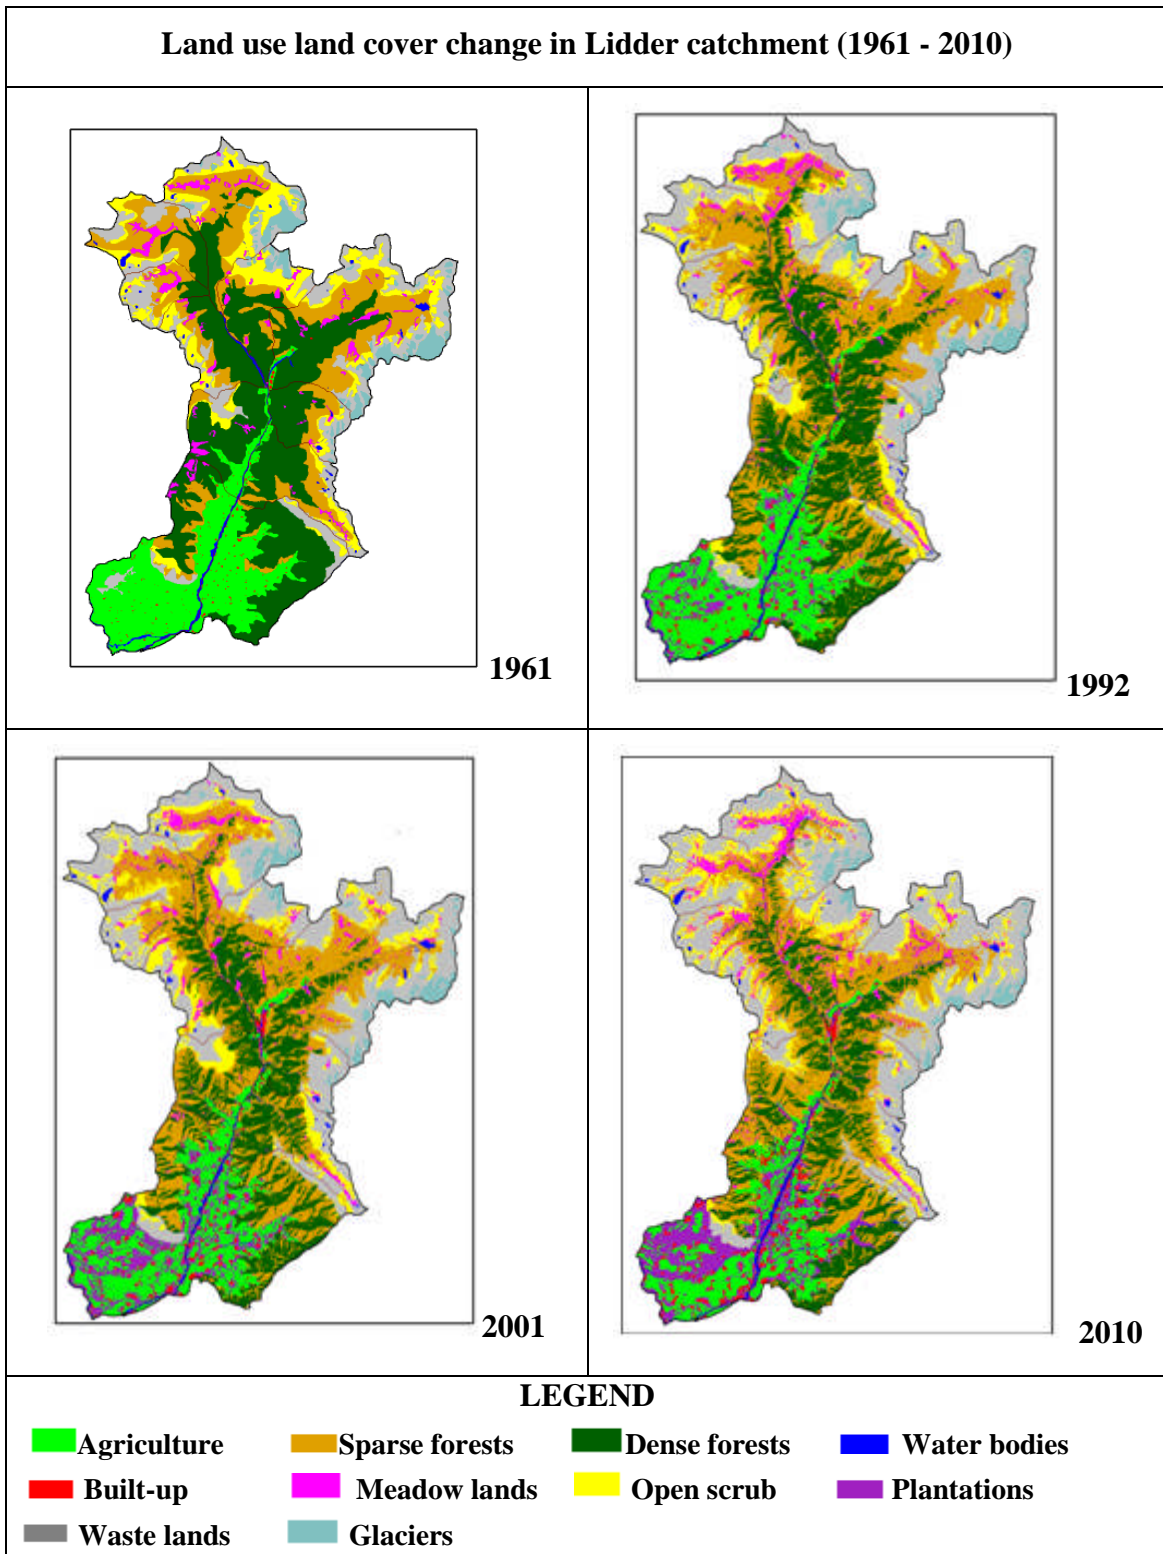 Land use land cover change in Lidder catchment (1961 - 2010)
1961
1992
2001
2010
LEGEND
Agriculture Sparse forests Dense forests Water bodies
Built-up Meadow lands Open scrub Plantations
Waste lands Glaciers